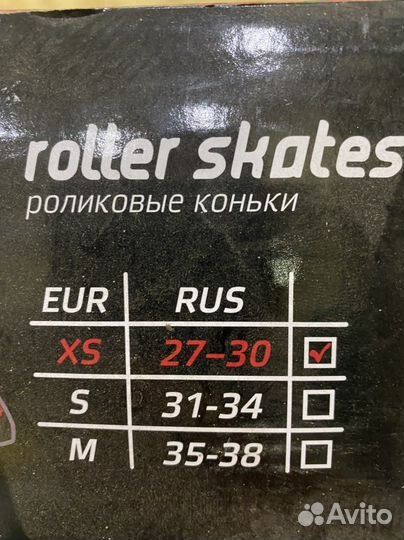 roller skates
роликовые коньки
EUR RUS
XS 27–30
S 31-34
M 35-38
Avito